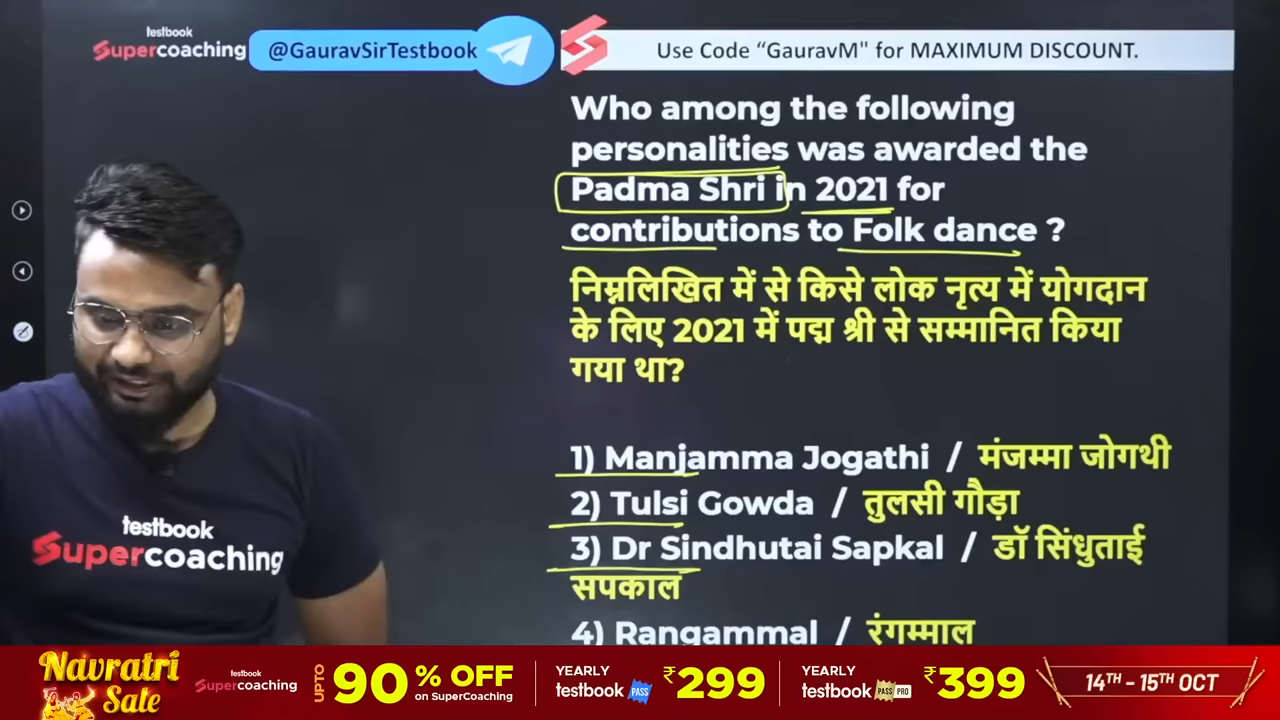 testbook
Supercoaching
@GauravSirTestbook
Use Code “GauravM" for MAXIMUM DISCOUNT.
Who among the following
personalities was awarded the
Padma Shri in 2021 for
contributions to Folk dance ?
निम्नलिखित में से किसे लोक नृत्य में योगदान
के लिए 2021 में पद्म श्री से सम्मानित किया
गया था?
1) Manjamma Jogathi / मंजम्मा जोगथी
2) Tulsi Gowda / तुलसी गौड़ा
3) Dr Sindhutai Sapkal / डॉ सिंधुताई
सपकाल
4) Rangammal / रंगम्माल
testbook
Supercoaching
Navratri
Sale
testbook
Supercoaching
UPTO 90% OFF
on SuperCoaching
YEARLY
testbook PASS
₹299
YEARLY
testbook PASS PRO
₹399
14TH - 15TH OCT